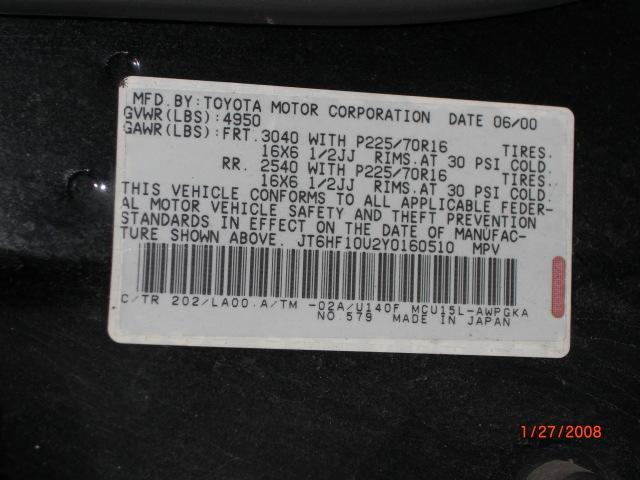 MFD.BY:TOYOTA MOTOR CORPORATION DATE 06/00
GVWR(LBS):4950
GAWR(LBS):FRT.3040 WITH P225/70R16 TIRES.
16X6 1/2JJ RIMS.AT 30 PSI COLD.
RR. 2540 WITH P225/70R16 TIRES.
16X6 1/2JJ RIMS.AT 30 PSI COLD.
THIS VEHICLE CONFORMS TO ALL APPLICABLE FEDER-
AL MOTOR VEHICLE SAFETY AND THEFT PREVENTION
STANDARDS IN EFFECT ON THE DATE OF MANUFAC-
TURE SHOWN ABOVE. JT6HF10U2Y0160510 MPV
C/TR 202/LA00.A/TM -02A/U140F MCU15L-AWPGKA
NO.579 MADE IN JAPAN
1/27/2008